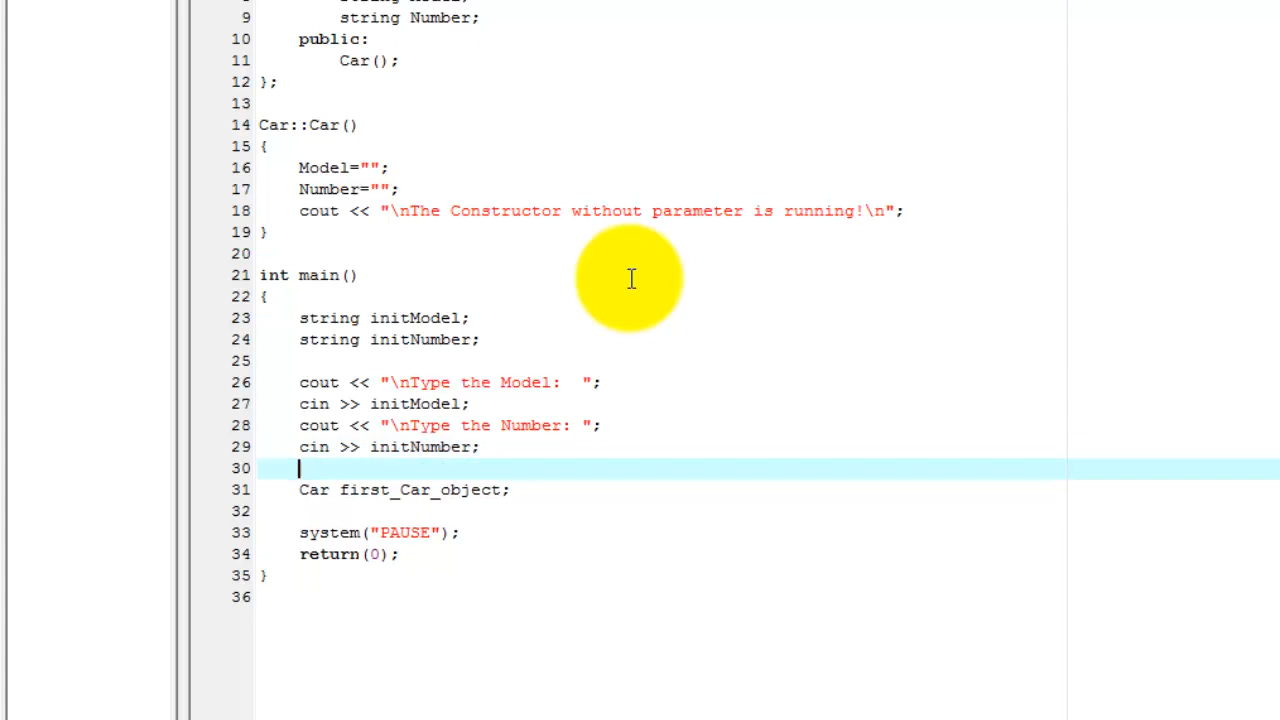 9 string Number;
10 public:
11 Car();
12 };
13
14 Car::Car()
15 {
16 Model="";
17 Number="";
18 cout << "\nThe Constructor without parameter is running!\n";
19 }
20
21 int main()
22 {
23 string initModel;
24 string initNumber;
25
26 cout << "\nType the Model:  ";
27 cin >> initModel;
28 cout << "\nType the Number: ";
29 cin >> initNumber;
30
31 Car first_Car_object;
32
33 system("PAUSE");
34 return(0);
35 }
36